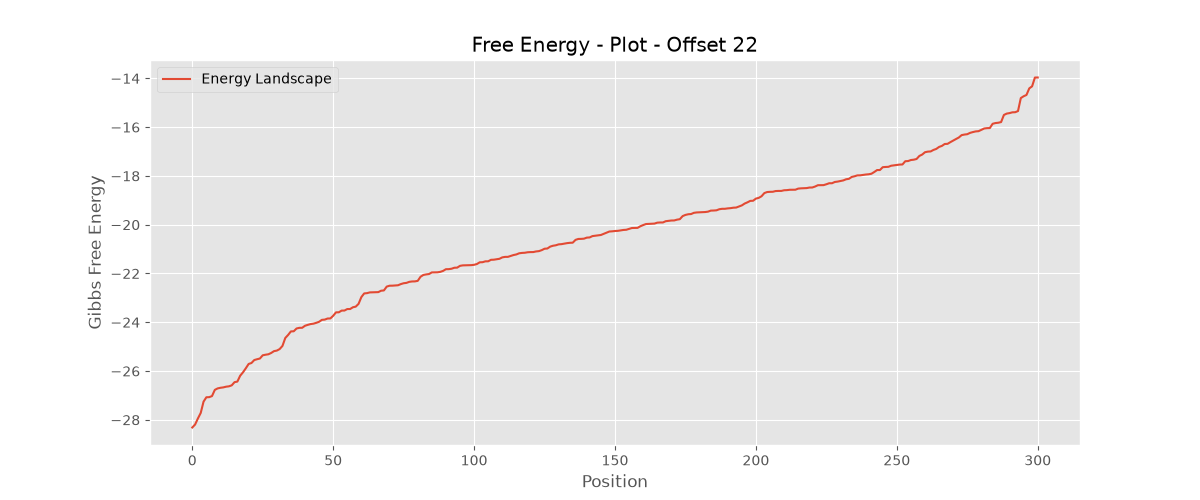 Free Energy - Plot - Offset 22
Energy Landscape
Gibbs Free Energy
−14
−16
−18
−20
−22
−24
−26
−28
0 50 100 150 200 250 300
Position